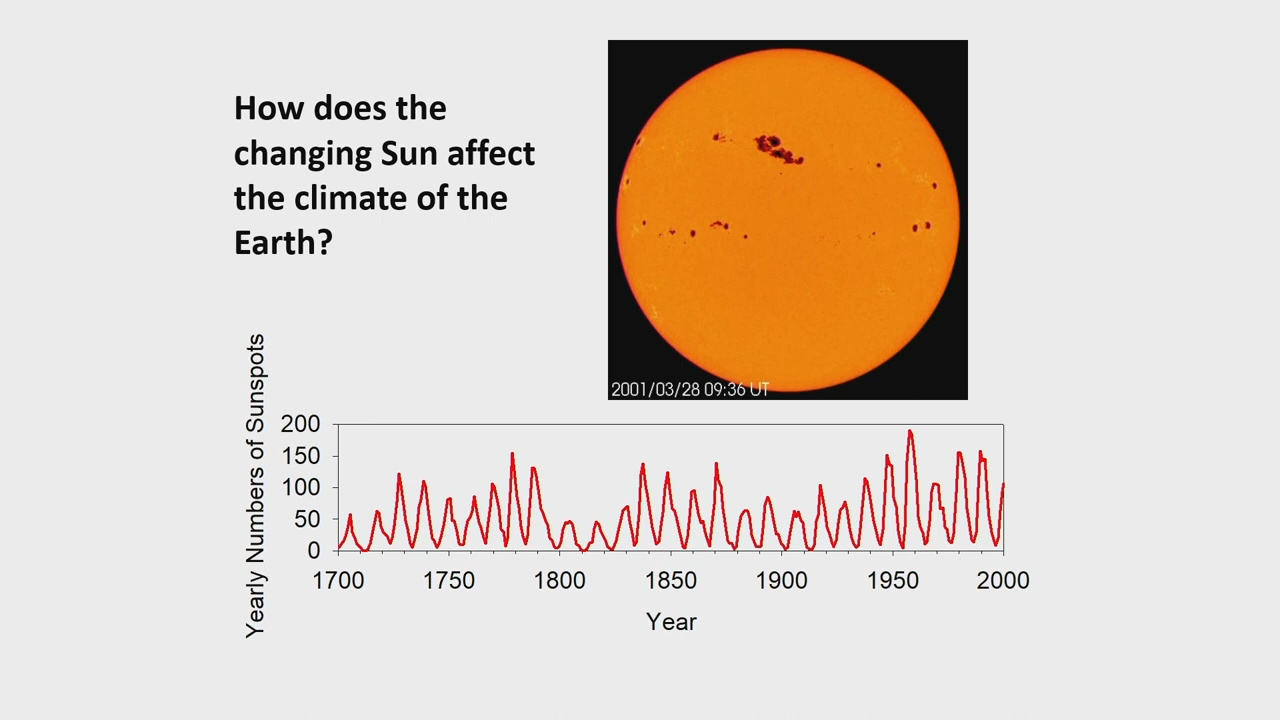 How does the
changing Sun affect
the climate of the
Earth?
2001/03/28 09:36 UT
Yearly Numbers of Sunspots
200
150
100
50
0
1700 1750 1800 1850 1900 1950 2000
Year